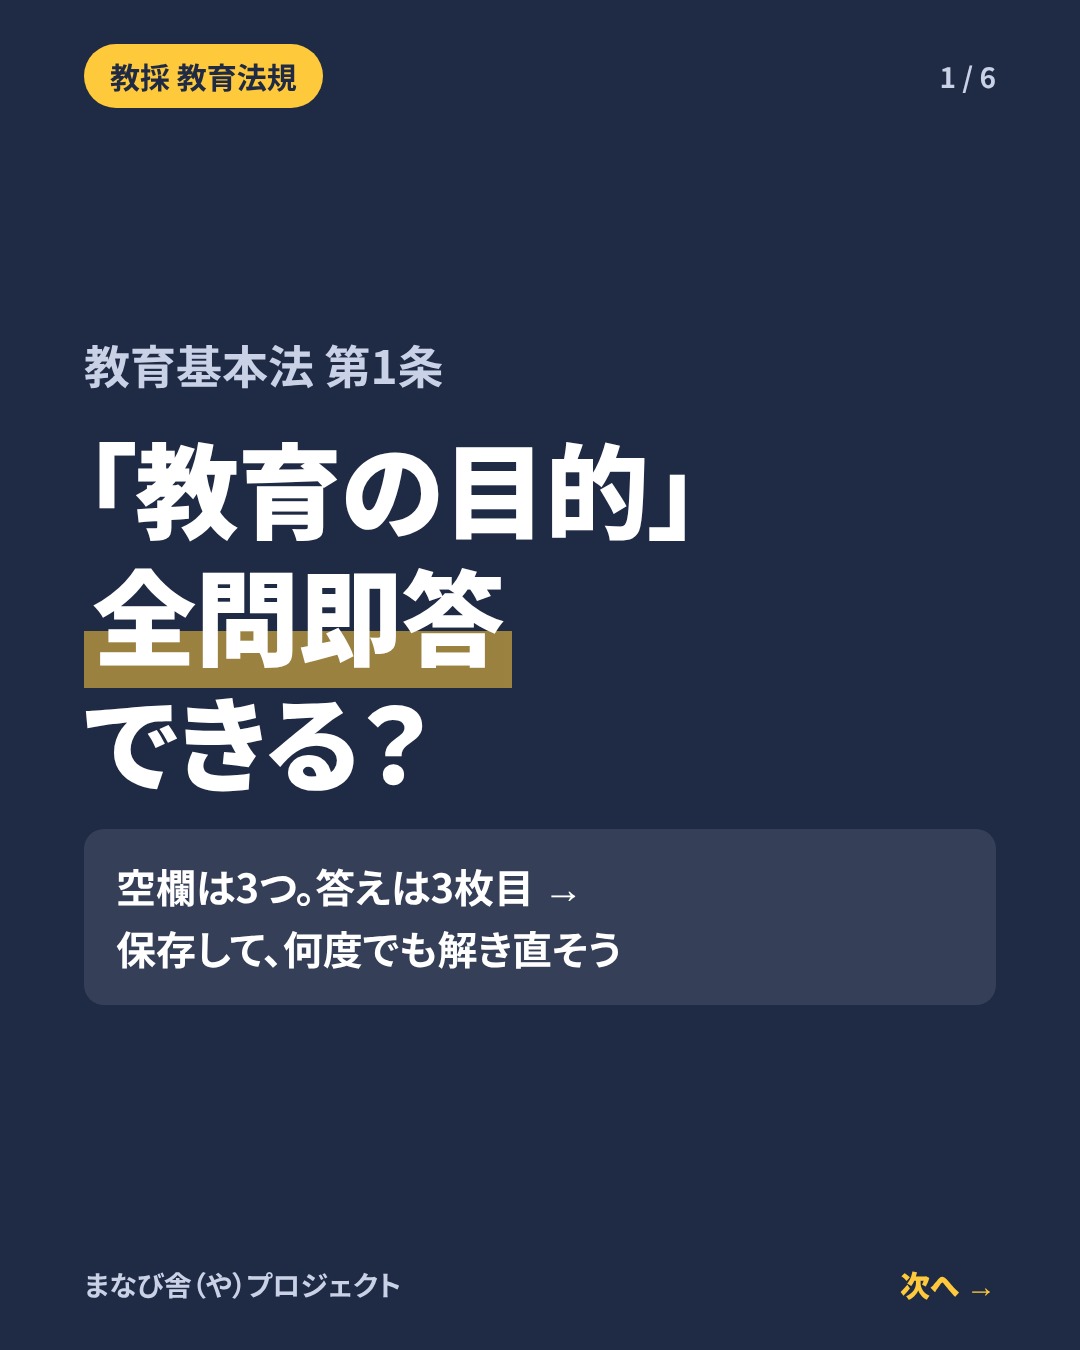 教採 教育法規
1 / 6
教育基本法 第1条
「教育の目的」
全問即答
できる？
空欄は3つ。答えは3枚目 →
保存して、何度でも解き直そう
まなび舎（や）プロジェクト
次へ →